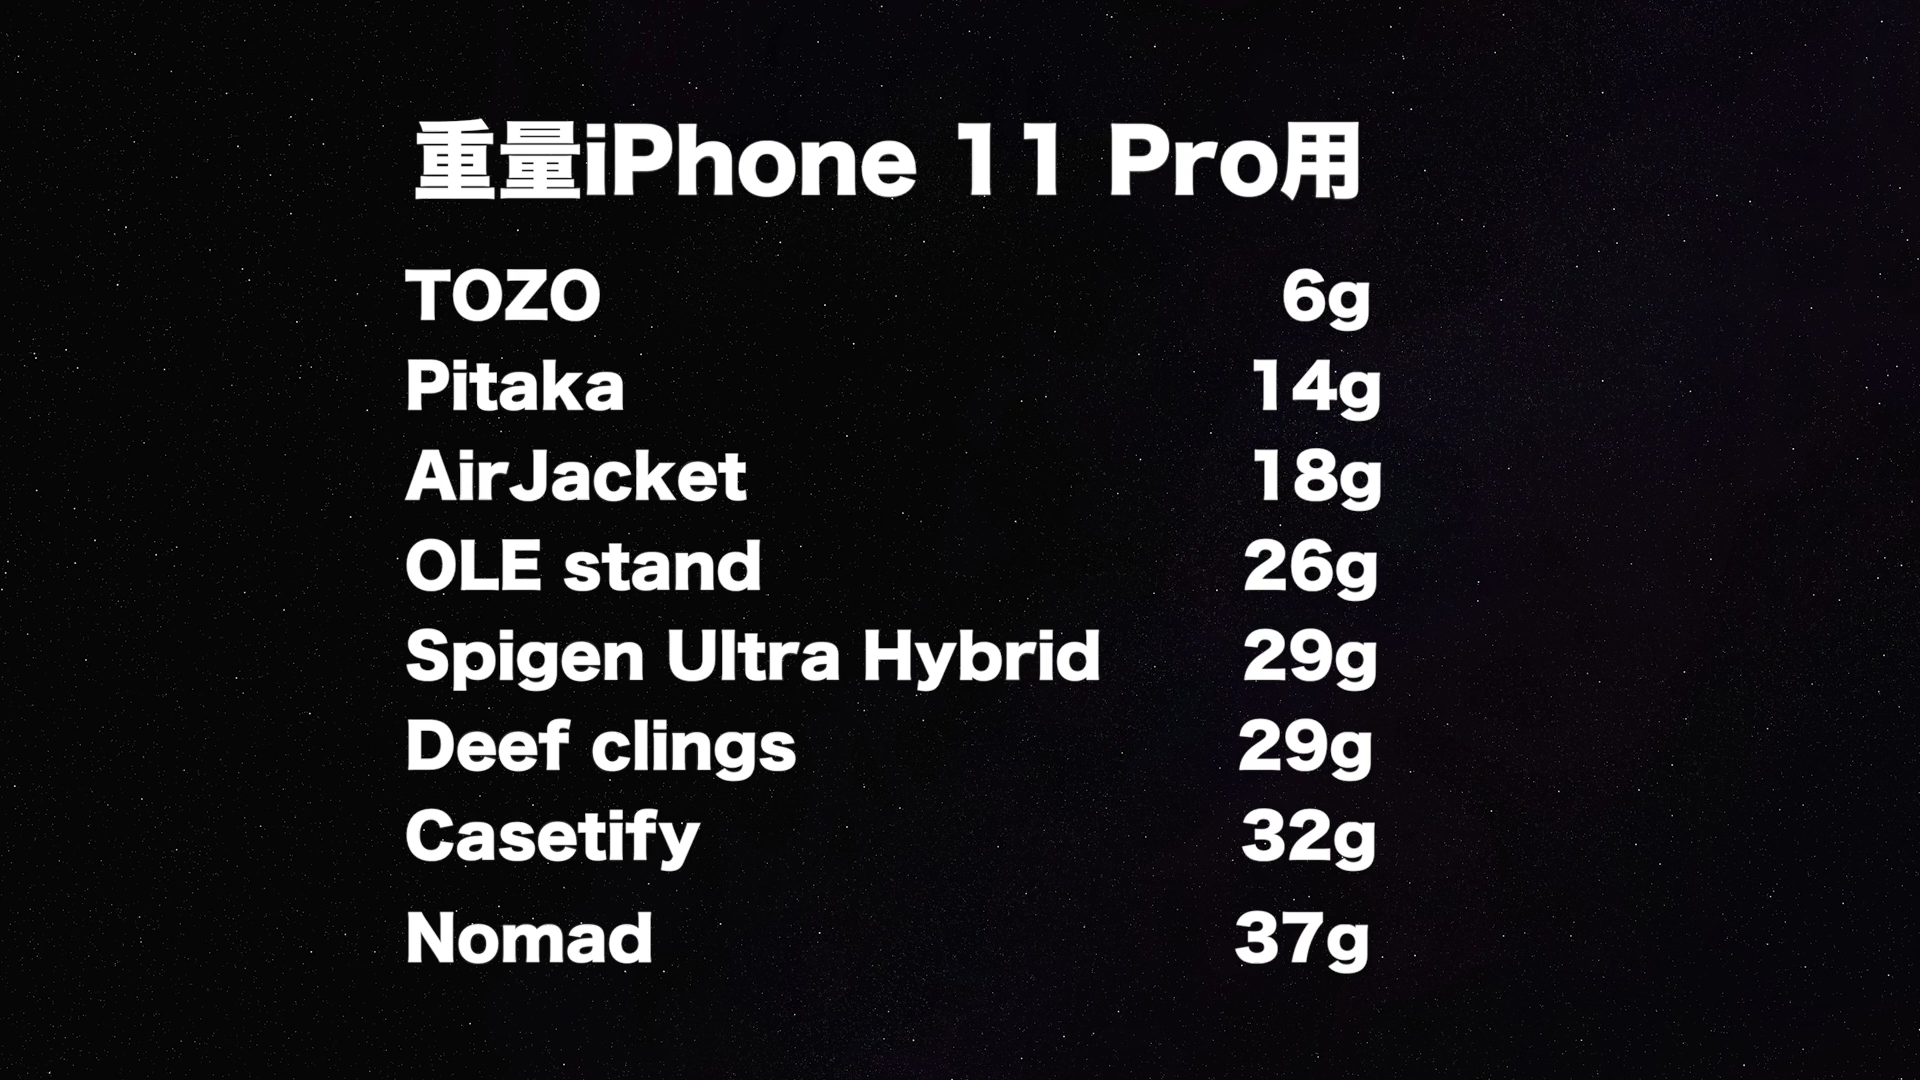 重量iPhone 11 Pro用
TOZO 6g
Pitaka 14g
AirJacket 18g
OLE stand 26g
Spigen Ultra Hybrid 29g
Deef clings 29g
Casetify 32g
Nomad 37g